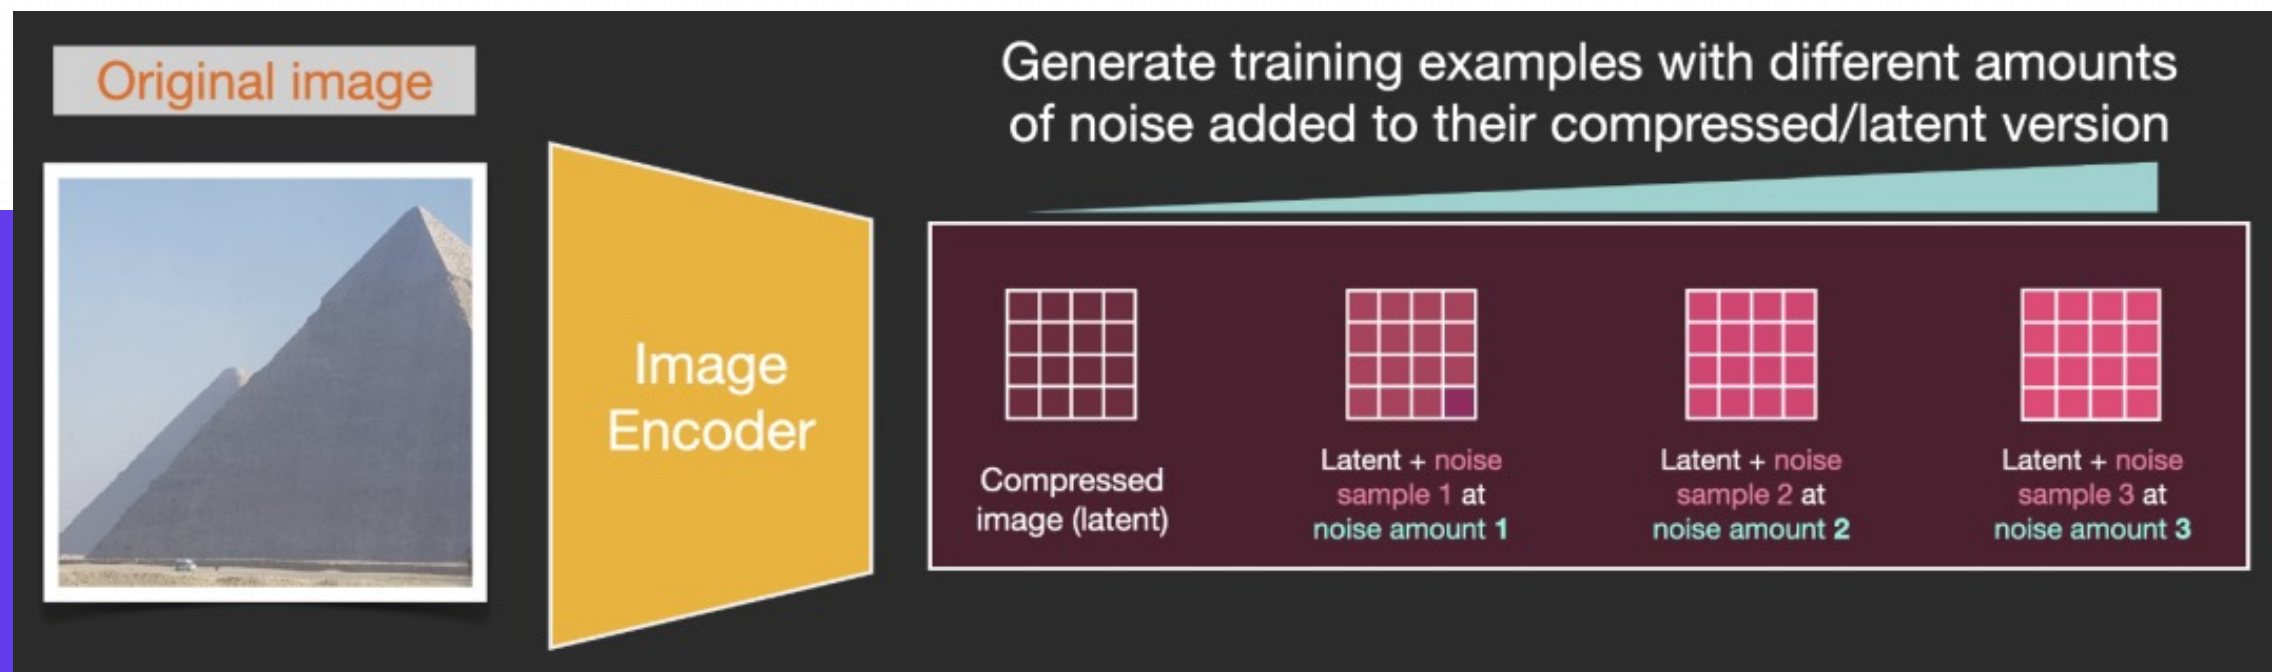 Original image
Generate training examples with different amounts
of noise added to their compressed/latent version
Image
Encoder
Compressed
image (latent)
Latent + noise
sample 1 at
noise amount 1
Latent + noise
sample 2 at
noise amount 2
Latent + noise
sample 3 at
noise amount 3